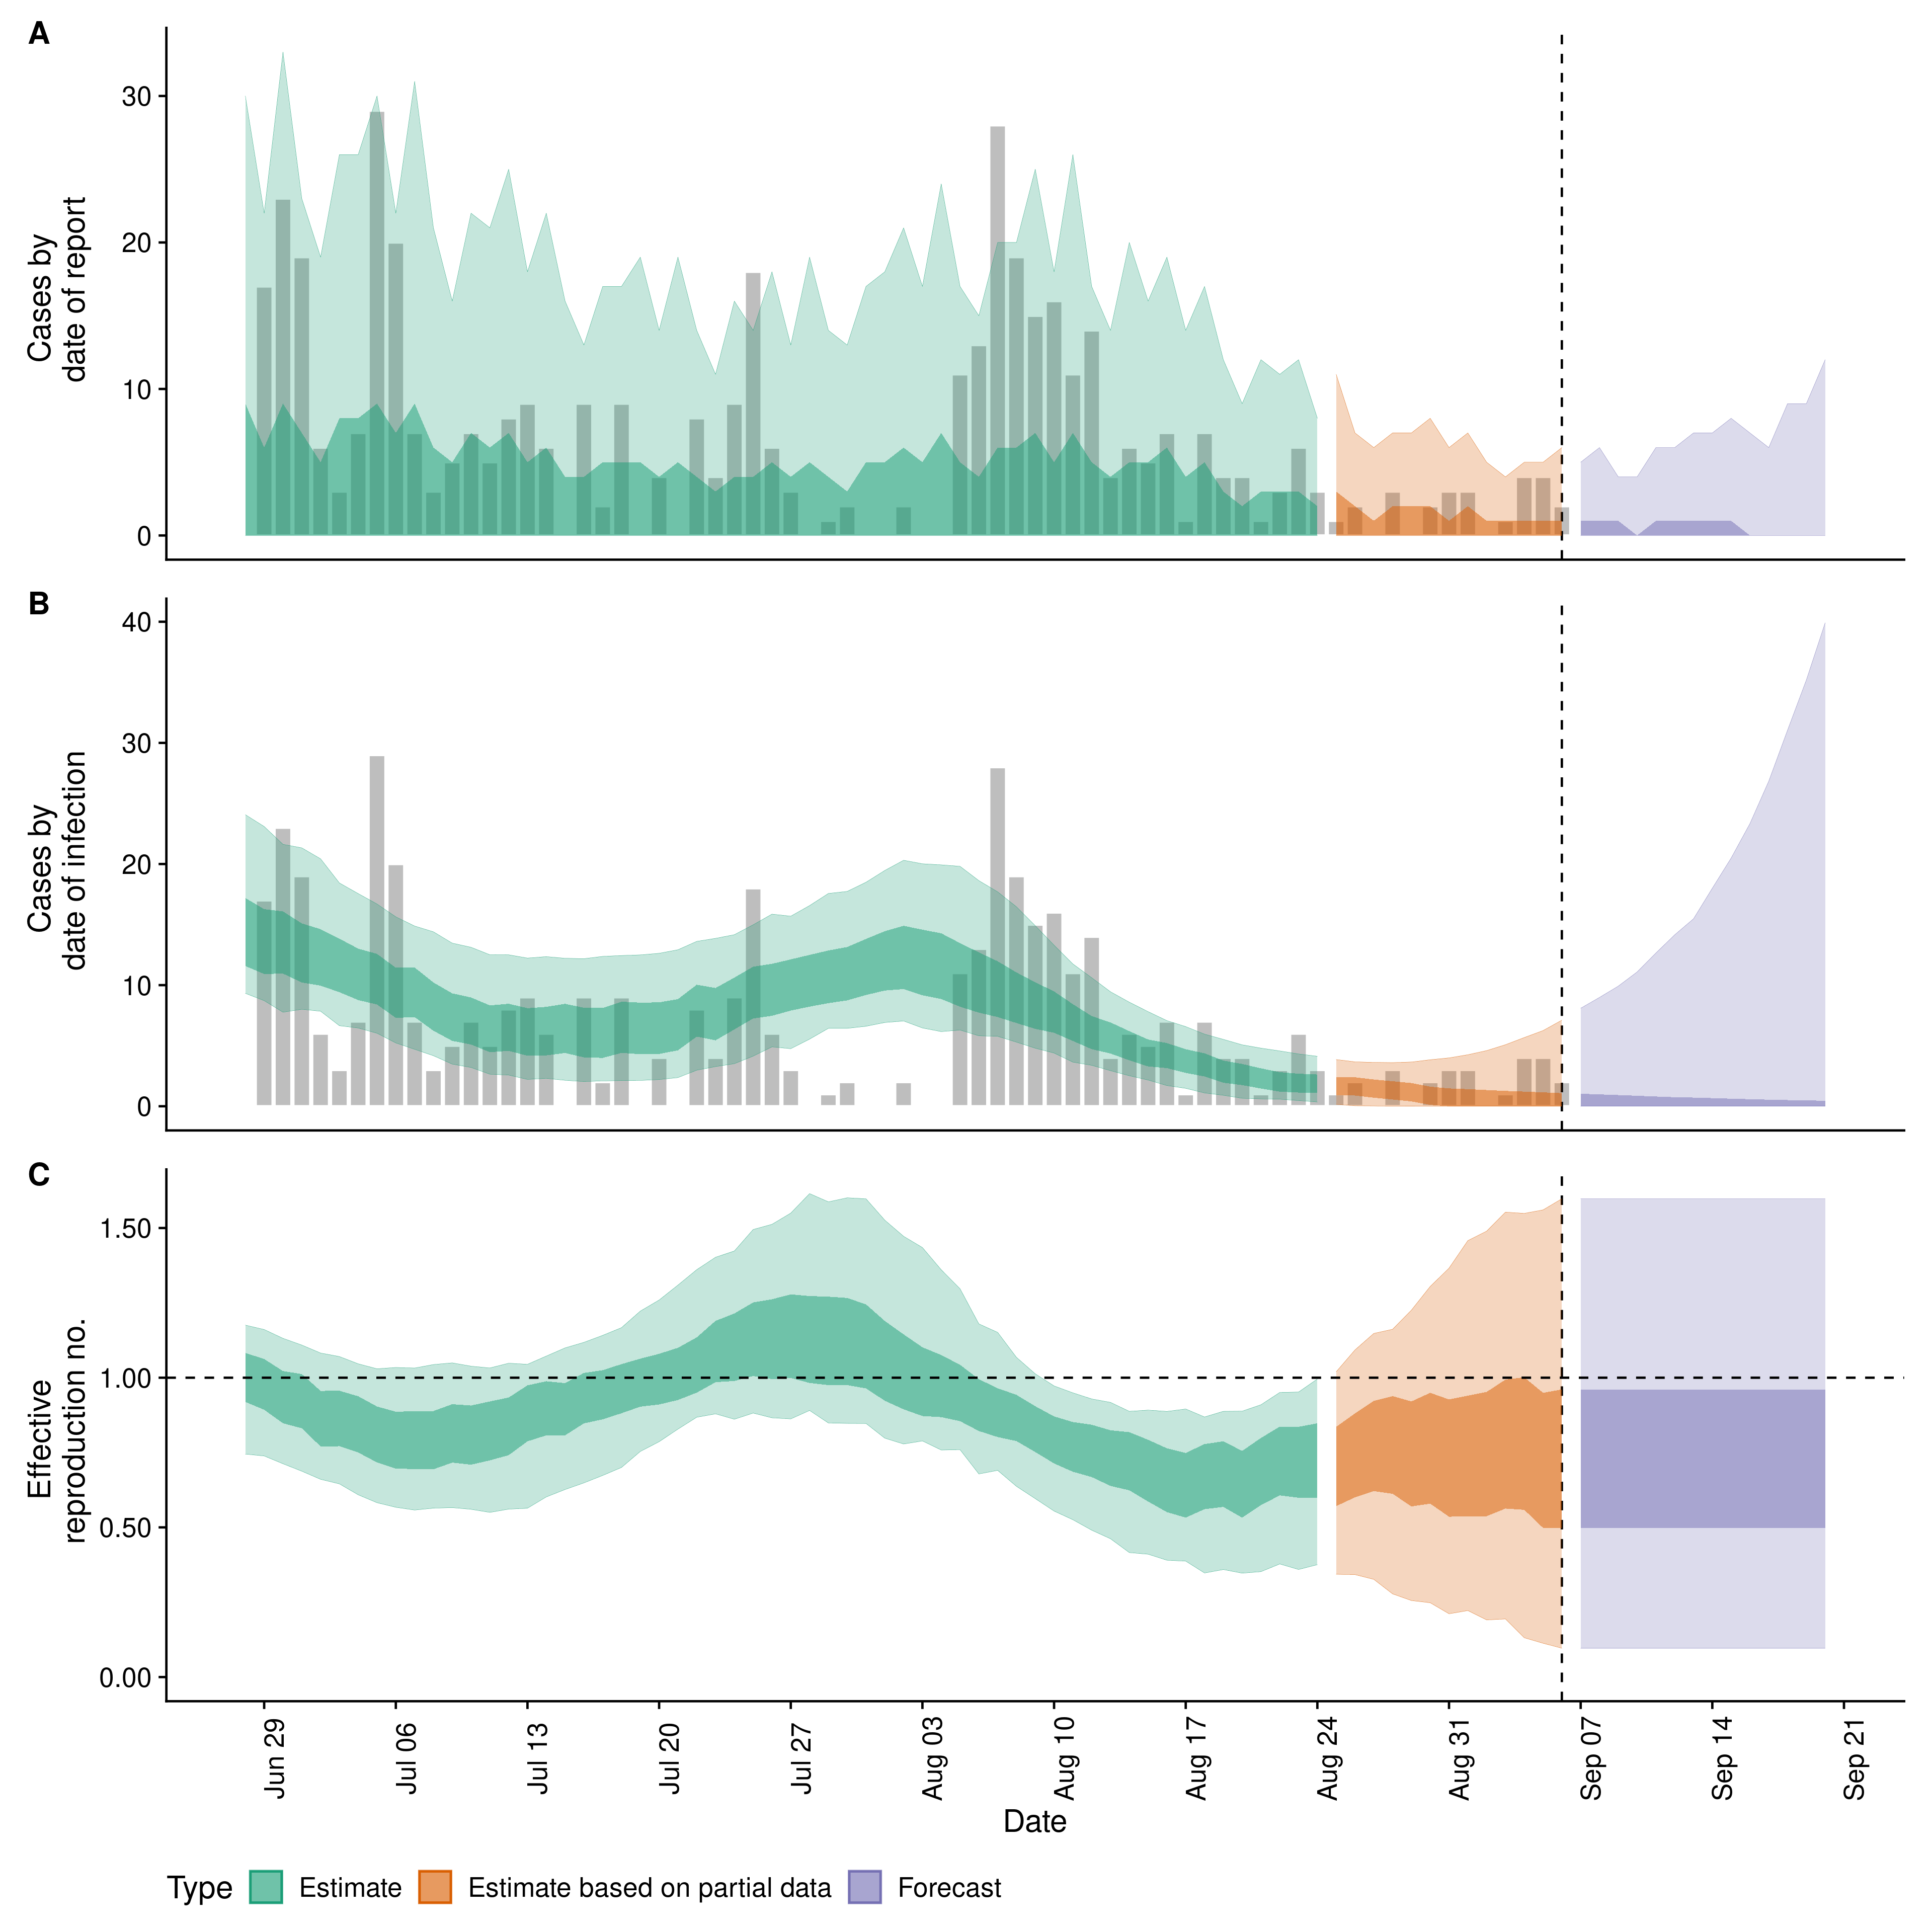 A
30
20
10
0
Cases by
date of report
B
40
30
20
10
0
Cases by
date of infection
C
1.50
1.00
0.50
0.00
Effective
reproduction no.
Jun 29
Jul 06
Jul 13
Jul 20
Jul 27
Aug 03
Aug 10
Aug 17
Aug 24
Aug 31
Sep 07
Sep 14
Sep 21
Date
Type Estimate Estimate based on partial data Forecast